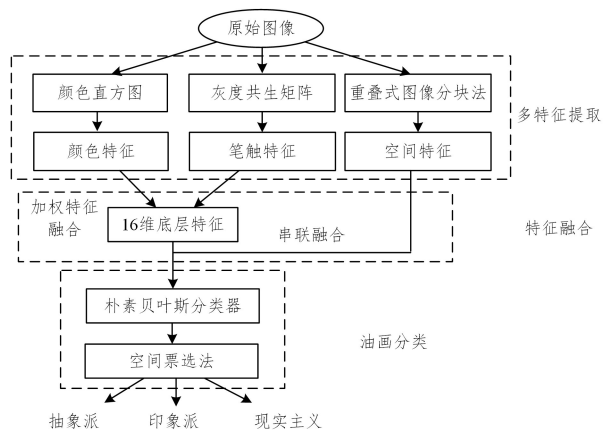 原始图像
颜色直方图
灰度共生矩阵
重叠式图像分块法
多特征提取
颜色特征
笔触特征
空间特征
加权特征
融合
16维底层特征
串联融合
特征融合
朴素贝叶斯分类器
油画分类
空间票选法
抽象派
印象派
现实主义